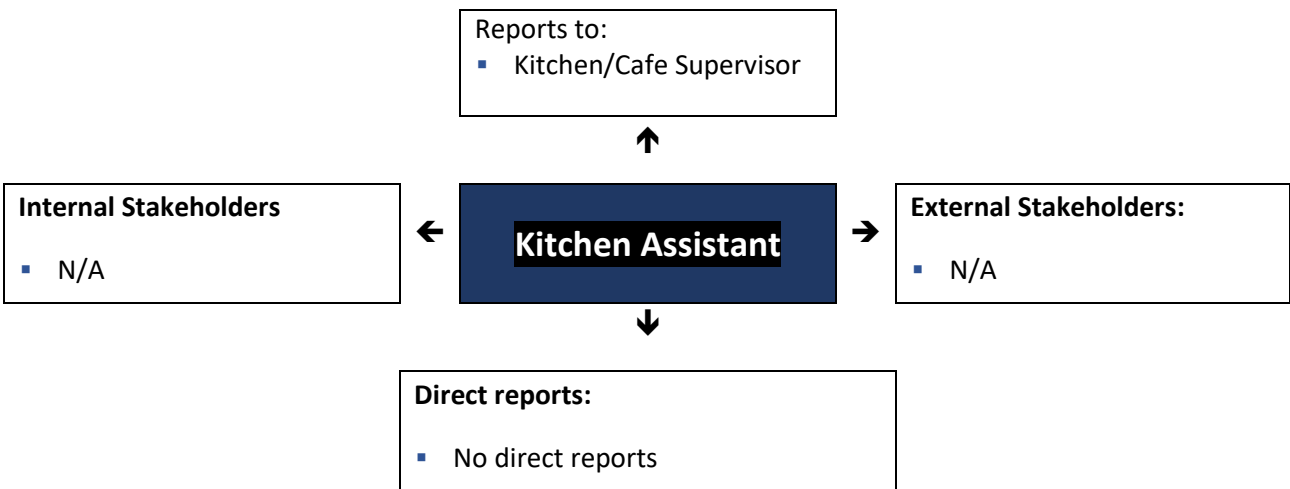 Reports to:
▪ Kitchen/Cafe Supervisor
🡹
Internal Stakeholders
▪ N/A
🡸
Kitchen Assistant
🡺
External Stakeholders:
▪ N/A
🡻
Direct reports:
▪ No direct reports